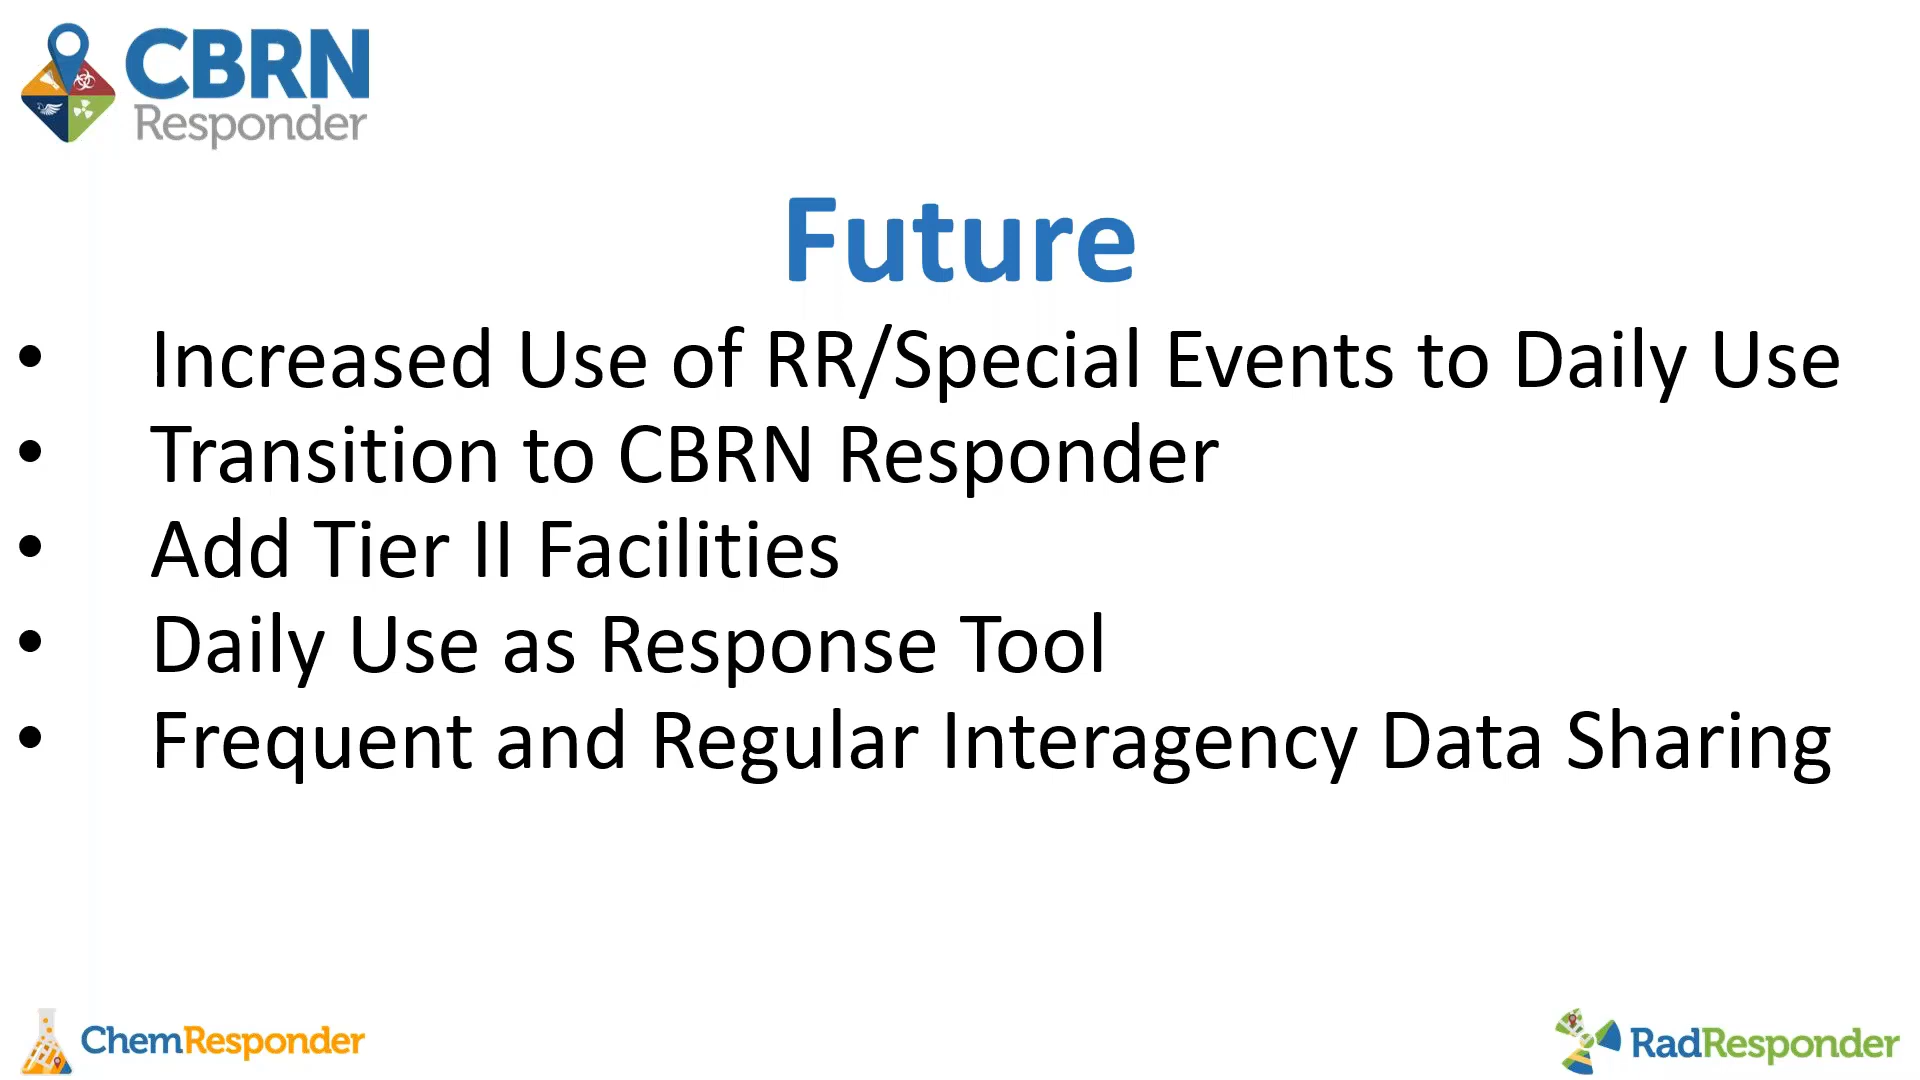 CBRN
Responder
Future
• Increased Use of RR/Special Events to Daily Use
• Transition to CBRN Responder
• Add Tier II Facilities
• Daily Use as Response Tool
• Frequent and Regular Interagency Data Sharing
ChemResponder
RadResponder